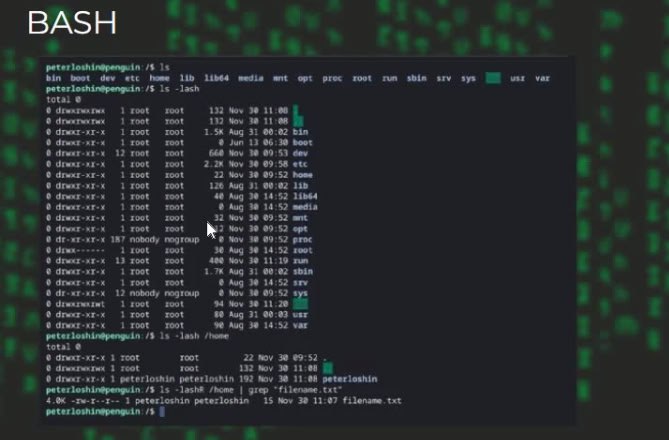 BASH
peterloshin@penguin:/$ ls
bin boot dev etc home lib lib64 media mnt opt proc root run sbin srv sys usr var
peterloshin@penguin:/$ ls -lash
total 0
0 drwxrwxrwx 1 root root 132 Nov 30 11:08
0 drwxrwxrwx 1 root root 132 Nov 30 11:08
0 drwxr-xr-x 1 root root 1.5K Aug 31 00:02 bin
0 drwxr-xr-x 1 root root 0 Jun 13 06:30 boot
0 drwxr-xr-x 12 root root 660 Nov 30 09:53 dev
0 drwxr-xr-x 1 root root 2.2K Nov 30 09:58 etc
0 drwxr-xr-x 1 root root 22 Nov 30 09:52 home
0 drwxr-xr-x 1 root root 126 Aug 31 00:02 lib
0 drwxr-xr-x 1 root root 40 Aug 30 14:52 lib64
0 drwxr-xr-x 1 root root 0 Aug 30 14:52 media
0 drwxr-xr-x 1 root root 32 Nov 30 09:52 mnt
0 drwxr-xr-x 1 root root Nov 30 09:52 opt
0 dr-xr-xr-x 187 nobody nogroup 0 Nov 30 09:52 proc
0 drwx------ 1 root root 30 Aug 30 14:52 root
0 drwxr-xr-x 13 root root 400 Nov 30 11:19 run
0 drwxr-xr-x 1 root root 1.7K Aug 31 00:02 sbin
0 drwxr-xr-x 1 root root 0 Aug 30 14:52 srv
0 dr-xr-xr-x 12 nobody nogroup 0 Nov 30 09:52 sys
0 drwxrwxrwt 1 root root 94 Nov 30 11:20
0 drwxr-xr-x 1 root root 80 Aug 31 00:03 usr
0 drwxr-xr-x 1 root root 90 Aug 30 14:52 var
peterloshin@penguin:/$ ls -lash /home
total 0
0 drwxr-xr-x 1 root root 22 Nov 30 09:52 .
0 drwxrwxrwx 1 root root 132 Nov 30 11:08
0 drwxr-xr-x 1 peterloshin peterloshin 192 Nov 30 11:08 peterloshin
peterloshin@penguin:/$ ls -lashR /home | grep "filename.txt"
4.0K -rw-r--r-- 1 peterloshin peterloshin 15 Nov 30 11:07 filename.txt
peterloshin@penguin:/$